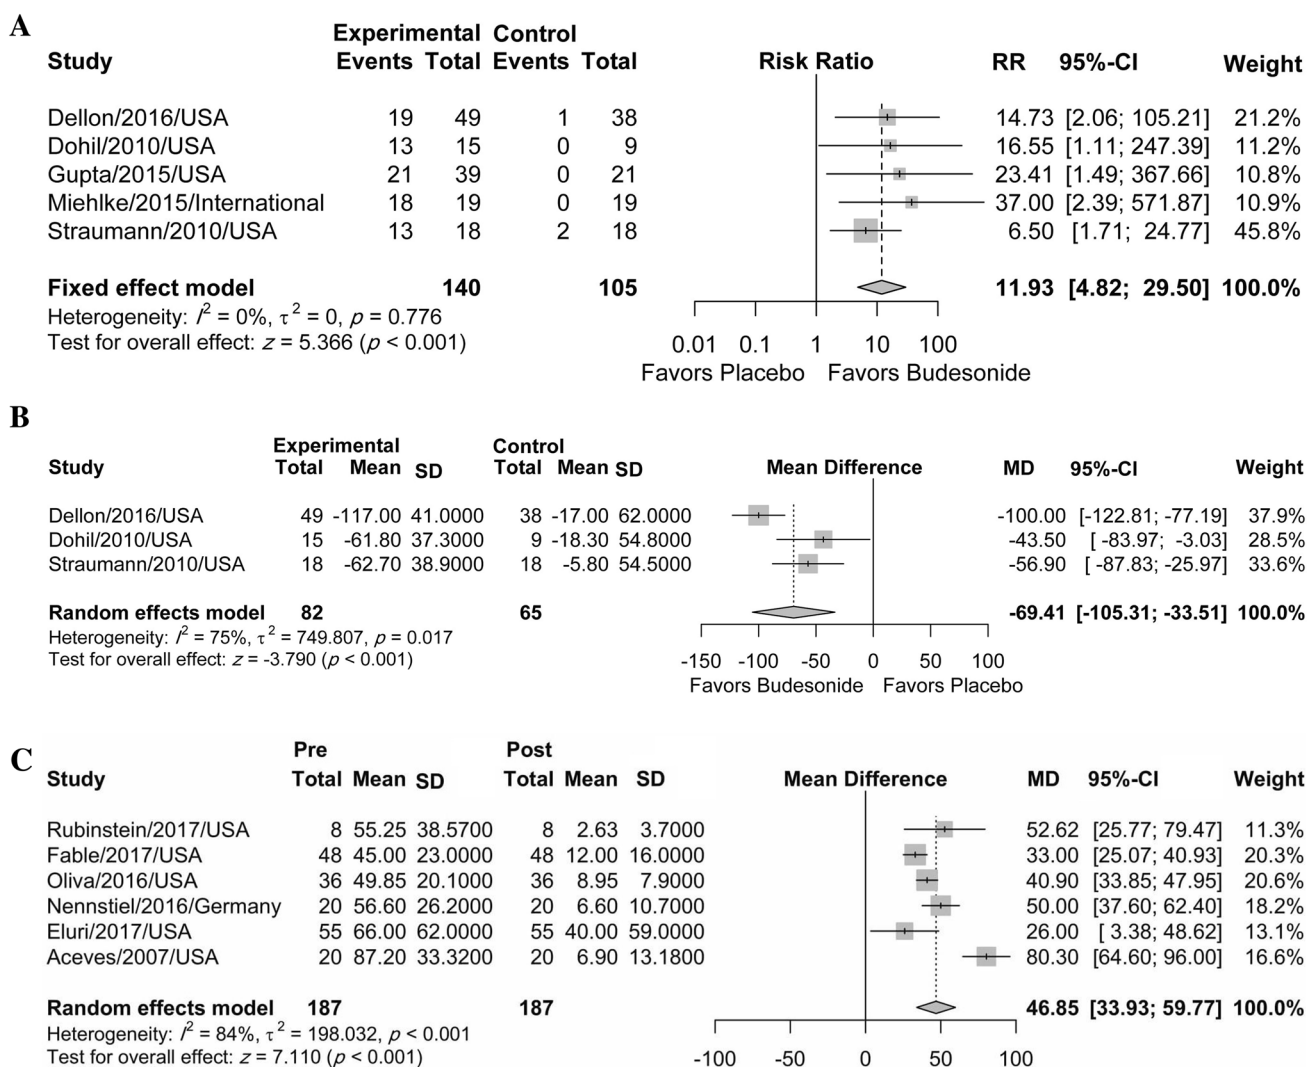 A
Experimental Control
Study Events Total Events Total Risk Ratio RR 95%-CI Weight
Dellon/2016/USA 19 49 1 38 14.73 [2.06; 105.21] 21.2%
Dohil/2010/USA 13 15 0 9 16.55 [1.11; 247.39] 11.2%
Gupta/2015/USA 21 39 0 21 23.41 [1.49; 367.66] 10.8%
Miehlke/2015/International 18 19 0 19 37.00 [2.39; 571.87] 10.9%
Straumann/2010/USA 13 18 2 18 6.50 [1.71; 24.77] 45.8%
Fixed effect model 140 105 11.93 [4.82; 29.50] 100.0%
Heterogeneity: I² = 0%, τ² = 0, p = 0.776
Test for overall effect: z = 5.366 (p < 0.001)
0.01 0.1 1 10 100
Favors Placebo Favors Budesonide
B
Experimental Control
Study Total Mean SD Total Mean SD Mean Difference MD 95%-CI Weight
Dellon/2016/USA 49 -117.00 41.0000 38 -17.00 62.0000 -100.00 [-122.81; -77.19] 37.9%
Dohil/2010/USA 15 -61.80 37.3000 9 -18.30 54.8000 -43.50 [ -83.97; -3.03] 28.5%
Straumann/2010/USA 18 -62.70 38.9000 18 -5.80 54.5000 -56.90 [ -87.83; -25.97] 33.6%
Random effects model 82 65 -69.41 [-105.31; -33.51] 100.0%
Heterogeneity: I² = 75%, τ² = 749.807, p = 0.017
Test for overall effect: z = -3.790 (p < 0.001)
-150 -100 -50 0 50 100
Favors Budesonide Favors Placebo
C
Pre Post
Study Total Mean SD Total Mean SD Mean Difference MD 95%-CI Weight
Rubinstein/2017/USA 8 55.25 38.5700 8 2.63 3.7000 52.62 [25.77; 79.47] 11.3%
Fable/2017/USA 48 45.00 23.0000 48 12.00 16.0000 33.00 [25.07; 40.93] 20.3%
Oliva/2016/USA 36 49.85 20.1000 36 8.95 7.9000 40.90 [33.85; 47.95] 20.6%
Nennstiel/2016/Germany 20 56.60 26.2000 20 6.60 10.7000 50.00 [37.60; 62.40] 18.2%
Eluri/2017/USA 55 66.00 62.0000 55 40.00 59.0000 26.00 [ 3.38; 48.62] 13.1%
Aceves/2007/USA 20 87.20 33.3200 20 6.90 13.1800 80.30 [64.60; 96.00] 16.6%
Random effects model 187 187 46.85 [33.93; 59.77] 100.0%
Heterogeneity: I² = 84%, τ² = 198.032, p < 0.001
Test for overall effect: z = 7.110 (p < 0.001)
-100 -50 0 50 100